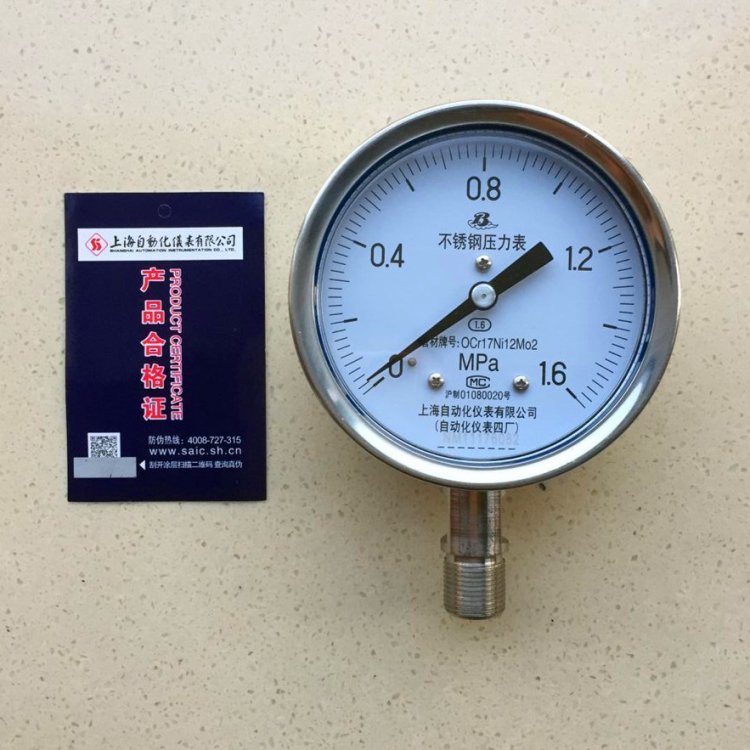 上海自動化儀表有限公司
SHANGHAI AUTOMATION INSTRUMENTATION CO., LTD.
产品合格证
PRODUCT CERTIFICATE
防伪热线：4008-727-315
www.saic.sh.cn
刮开涂层扫描二维码 查询真伪
0.8
不锈钢压力表
0.4
1.2
1.6
管材牌号:OCr17Ni12Mo2
0
MPa
1.6
MC
沪制01080020号
上海自动化仪表有限公司
(自动化仪表四厂)